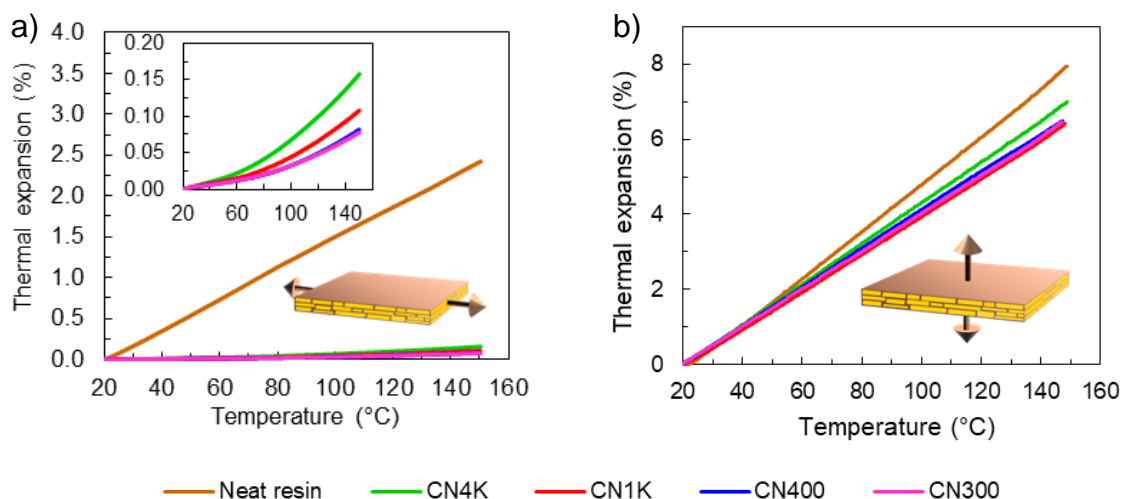 a)
Thermal expansion (%)
4.0
3.5
3.0
2.5
2.0
1.5
1.0
0.5
0.0
0.20
0.15
0.10
0.05
0.00
20 60 100 140
20 40 60 80 100 120 140 160
Temperature (°C)
b)
Thermal expansion (%)
8
6
4
2
0
20 40 60 80 100 120 140 160
Temperature (°C)
Neat resin CN4K CN1K CN400 CN300